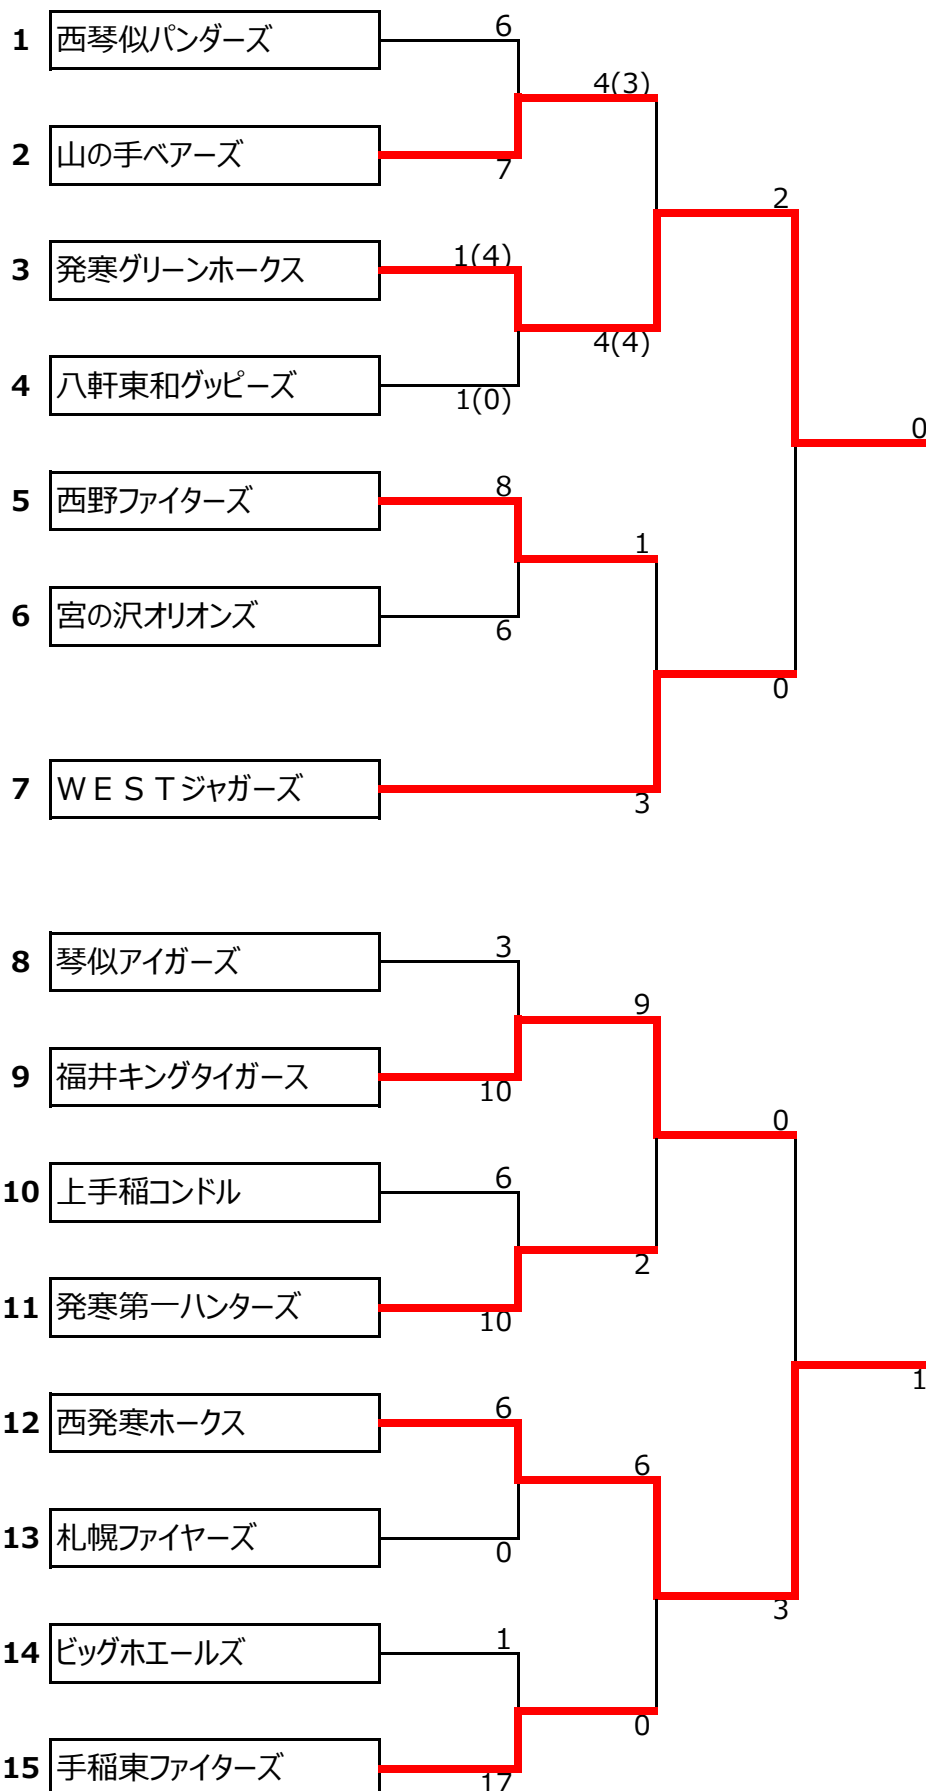 6
1 西琴似パンダーズ
4(3)
2 山の手ベアーズ
7
2
1(4)
3 発寒グリーンホークス
4(4)
4 八軒東和グッピーズ
1(0)
0
8
5 西野ファイターズ
1
6 宮の沢オリオンズ
6
0
7 ＷＥＳＴジャガーズ
3
3
8 琴似アイガーズ
9
9 福井キングタイガース
10
0
6
10 上手稲コンドル
2
11 発寒第一ハンターズ
10
1
6
12 西発寒ホークス
6
13 札幌ファイヤーズ
0
3
1
14 ビッグホエールズ
0
15 手稲東ファイターズ
17